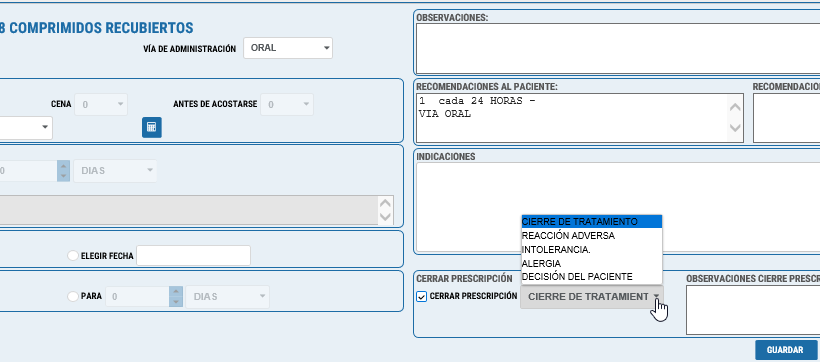 8 COMPRIMIDOS RECUBIERTOS
VÍA DE ADMINISTRACIÓN ORAL
CENA 0 ANTES DE ACOSTARSE 0
0 DIAS
ELEGIR FECHA
PARA 0 DIAS
OBSERVACIONES:
RECOMENDACIONES AL PACIENTE:
RECOMENDACIO
1 cada 24 HORAS -
VIA ORAL
INDICACIONES
CIERRE DE TRATAMIENTO
REACCIÓN ADVERSA
INTOLERANCIA.
ALERGIA
DECISIÓN DEL PACIENTE
CERRAR PRESCRIPCIÓN
OBSERVACIONES CIERRE PRESCR
CERRAR PRESCRIPCIÓN CIERRE DE TRATAMIENT
GUARDAR